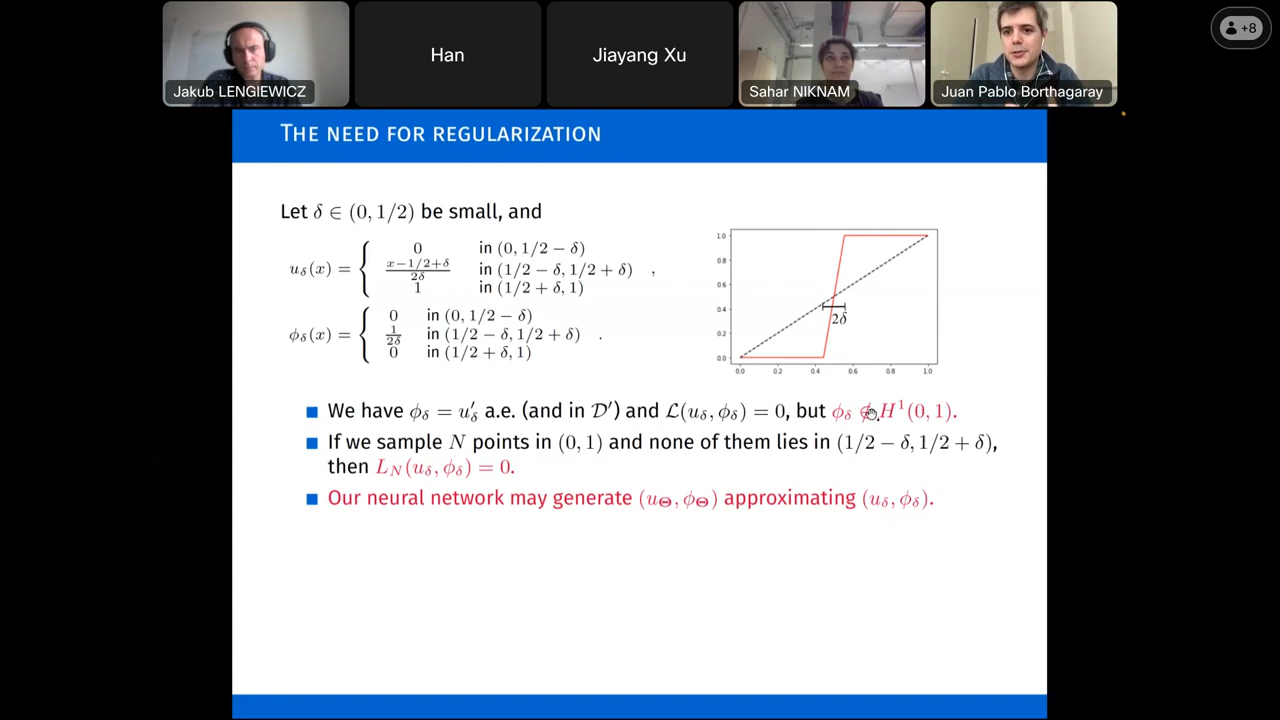 Han
Jiayang Xu
+8
Jakub LENGIEWICZ
Sahar NIKNAM
Juan Pablo Borthagaray
THE NEED FOR REGULARIZATION
Let δ ∈ (0, 1/2) be small, and
u_δ(x) = { 0 in (0, 1/2 − δ)
(x−1/2+δ)/(2δ) in (1/2 − δ, 1/2 + δ) ,
1 in (1/2 + δ, 1)
ϕ_δ(x) = { 0 in (0, 1/2 − δ)
1/(2δ) in (1/2 − δ, 1/2 + δ) .
0 in (1/2 + δ, 1)
1.0
0.8
0.6
0.4
0.2
0.0
2δ
0.0 0.2 0.4 0.6 0.8 1.0
We have ϕ_δ = u′_δ a.e. (and in 𝒟′) and ℒ(u_δ, ϕ_δ) = 0, but ϕ_δ ∉ H¹(0, 1).
If we sample N points in (0, 1) and none of them lies in (1/2 − δ, 1/2 + δ),
then L_N(u_δ, ϕ_δ) = 0.
Our neural network may generate (u_Θ, ϕ_Θ) approximating (u_δ, ϕ_δ).